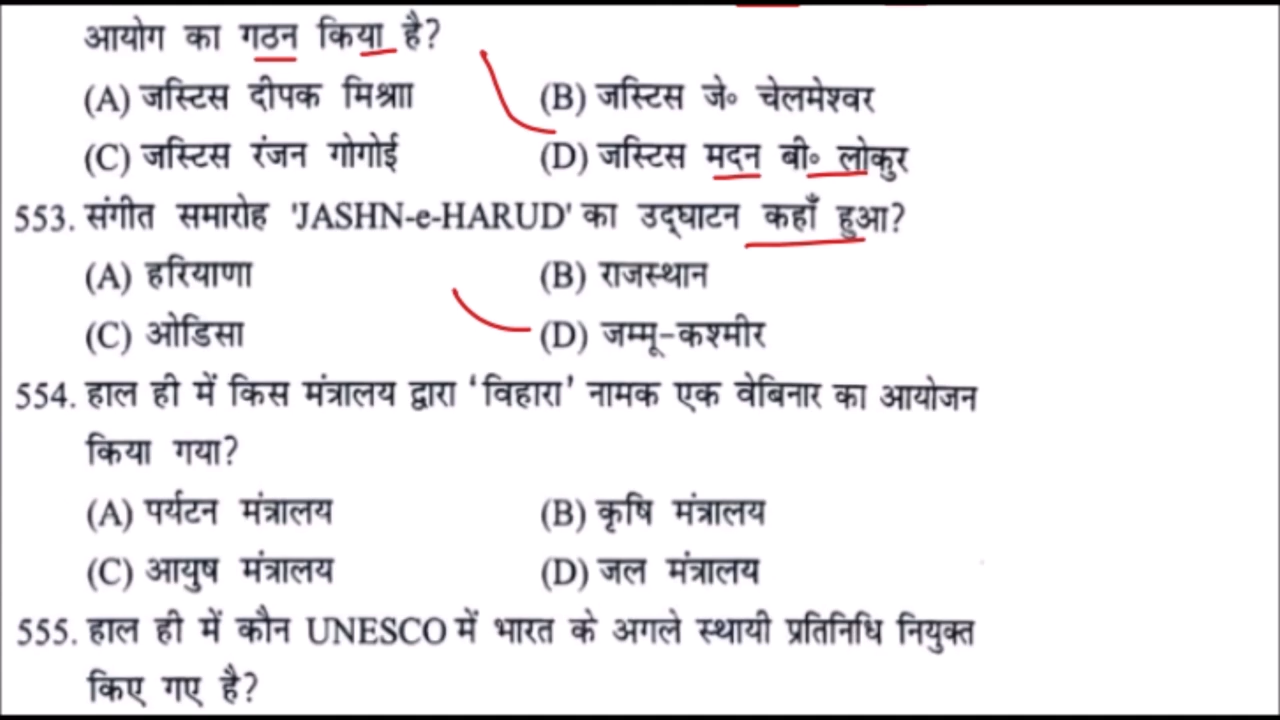 आयोग का गठन किया है?
(A) जस्टिस दीपक मिश्राा (B) जस्टिस जे॰ चेलमेश्वर
(C) जस्टिस रंजन गोगोई (D) जस्टिस मदन बी॰ लोकुर
553. संगीत समारोह 'JASHN-e-HARUD' का उद्घाटन कहाँ हुआ?
(A) हरियाणा (B) राजस्थान
(C) ओडिसा (D) जम्मू-कश्मीर
554. हाल ही में किस मंत्रालय द्वारा 'विहारा' नामक एक वेबिनार का आयोजन
किया गया?
(A) पर्यटन मंत्रालय (B) कृषि मंत्रालय
(C) आयुष मंत्रालय (D) जल मंत्रालय
555. हाल ही में कौन UNESCO में भारत के अगले स्थायी प्रतिनिधि नियुक्त
किए गए है?